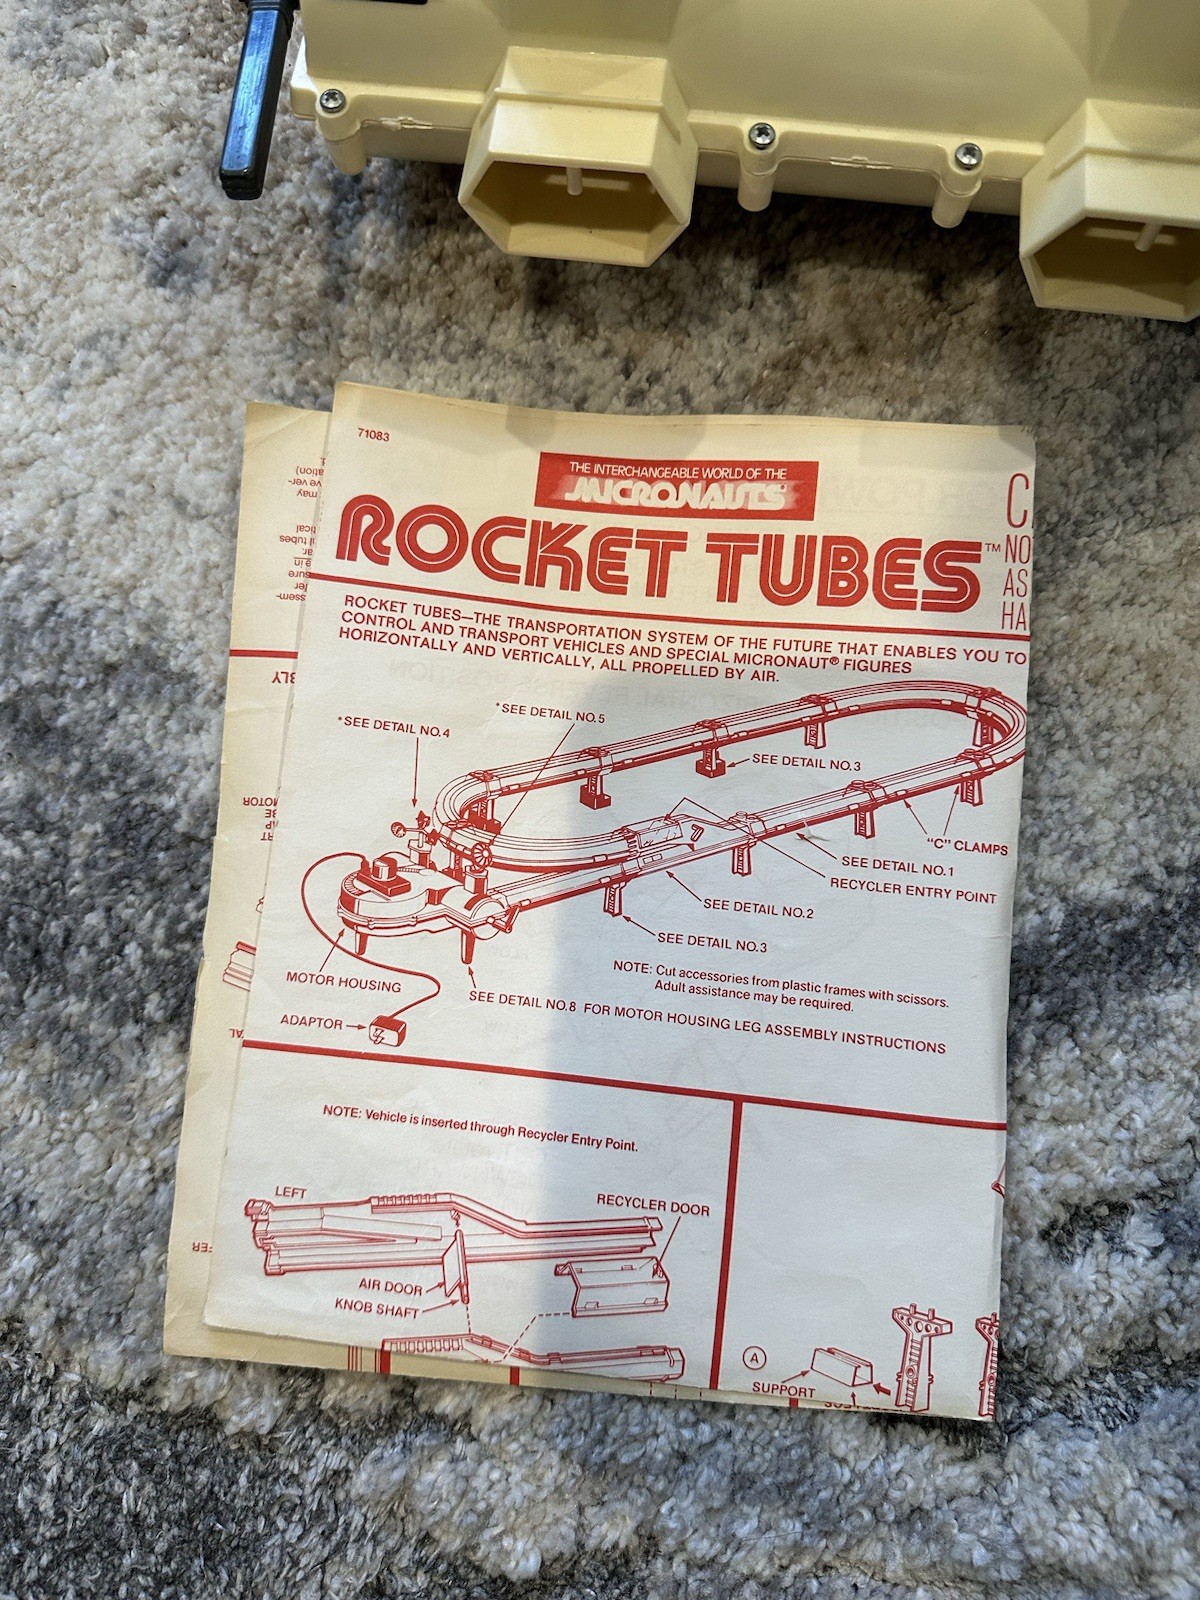 71083
THE INTERCHANGEABLE WORLD OF THE
MICRONAUTS
ROCKET TUBES™
NO
AS
HA
ROCKET TUBES—THE TRANSPORTATION SYSTEM OF THE FUTURE THAT ENABLES YOU TO
CONTROL AND TRANSPORT VEHICLES AND SPECIAL MICRONAUT® FIGURES
HORIZONTALLY AND VERTICALLY, ALL PROPELLED BY AIR.
*SEE DETAIL NO.4
*SEE DETAIL NO.5
SEE DETAIL NO.3
"C" CLAMPS
SEE DETAIL NO.1
RECYCLER ENTRY POINT
SEE DETAIL NO.2
SEE DETAIL NO.3
MOTOR HOUSING
NOTE: Cut accessories from plastic frames with scissors.
Adult assistance may be required.
ADAPTOR
SEE DETAIL NO.8 FOR MOTOR HOUSING LEG ASSEMBLY INSTRUCTIONS
NOTE: Vehicle is inserted through Recycler Entry Point.
LEFT
RECYCLER DOOR
AIR DOOR
KNOB SHAFT
A
SUPPORT